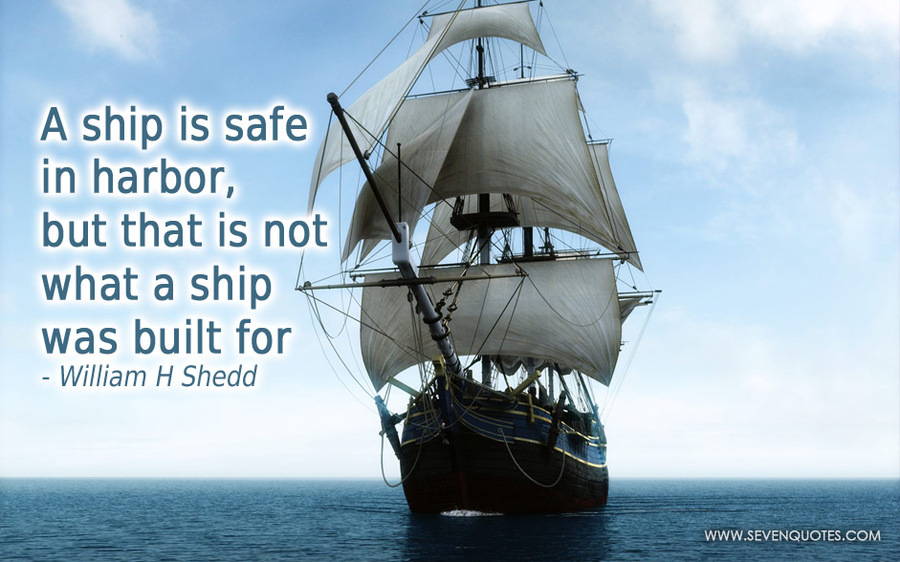 A ship is safe
in harbor,
but that is not
what a ship
was built for
- William H Shedd
WWW.SEVENQUOTES.COM